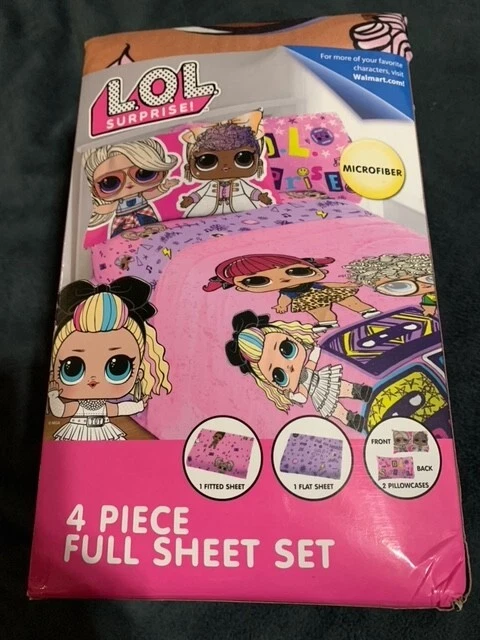 For more of your favorite
characters, visit
Walmart.com!
L.O.L.
SURPRISE!
MICROFIBER
1 FITTED SHEET
1 FLAT SHEET
FRONT
BACK
2 PILLOWCASES
4 PIECE
FULL SHEET SET